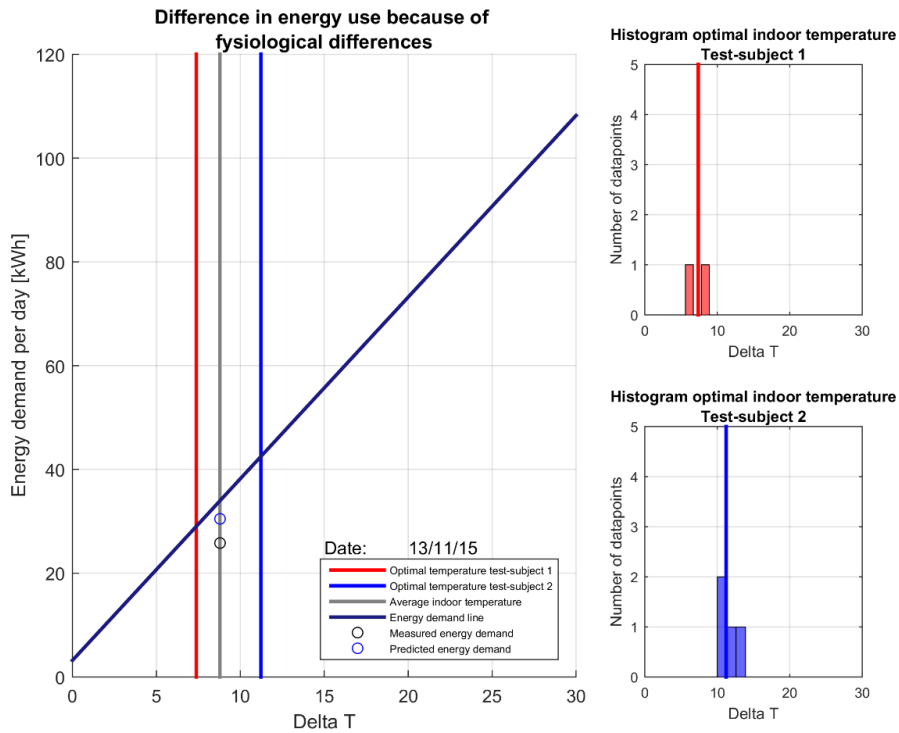 Difference in energy use because of
fysiological differences
120
100
80
60
40
20
0
Energy demand per day [kWh]
0 5 10 15 20 25 30
Delta T
Date: 13/11/15
Optimal temperature test-subject 1
Optimal temperature test-subject 2
Average indoor temperature
Energy demand line
Measured energy demand
Predicted energy demand
Histogram optimal indoor temperature
Test-subject 1
5
4
3
2
1
0
Number of datapoints
0 10 20 30
Delta T
Histogram optimal indoor temperature
Test-subject 2
5
4
3
2
1
0
Number of datapoints
0 10 20 30
Delta T